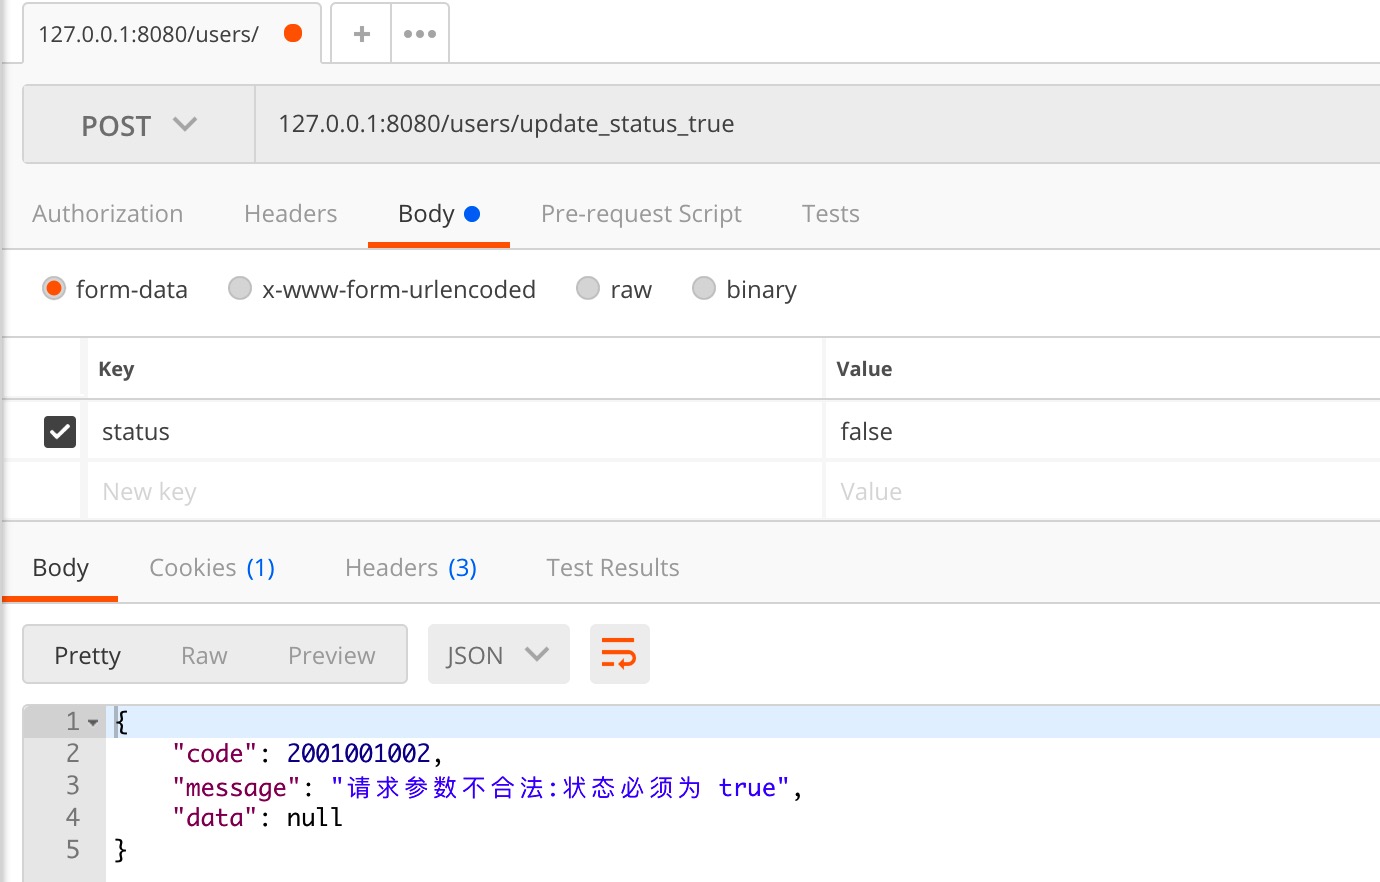 127.0.0.1:8080/users/
POST 127.0.0.1:8080/users/update_status_true
Authorization Headers Body Pre-request Script Tests
form-data x-www-form-urlencoded raw binary
Key Value
status false
New key Value
Body Cookies (1) Headers (3) Test Results
Pretty Raw Preview JSON
1 {
2 "code": 2001001002,
3 "message": "请求参数不合法:状态必须为 true",
4 "data": null
5 }